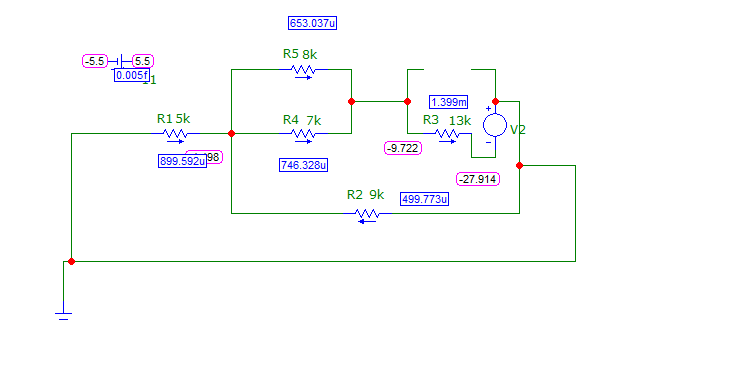 653.037u
R5 8k
-5.5 5.5
0.005f
1.399m
R1 5k
R4 7k
R3 13k
+
V2
-
899.592u
746.328u
-9.722
-27.914
R2 9k
499.773u